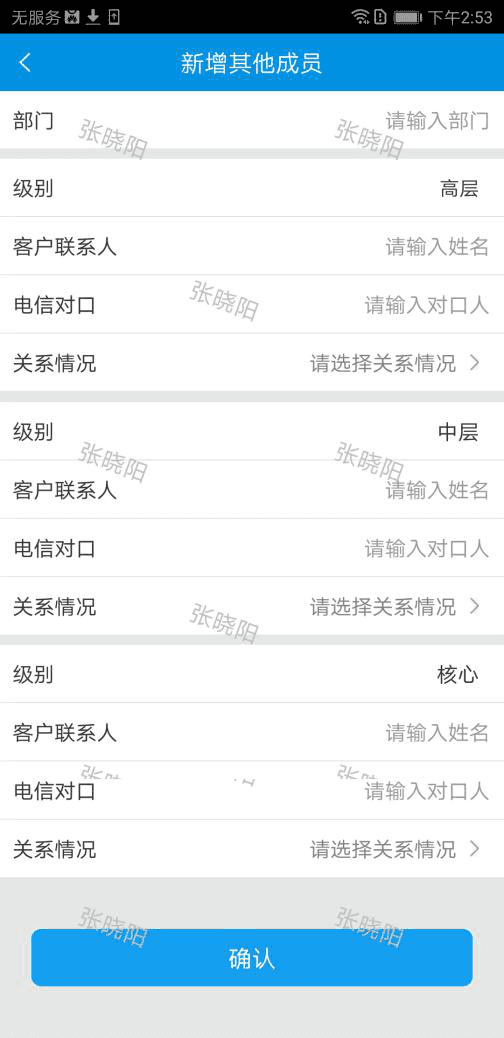 无服务 下午2:53
新增其他成员
部门 请输入部门
张晓阳 张晓阳
级别 高层
客户联系人 请输入姓名
张晓阳
电信对口 请输入对口人
关系情况 请选择关系情况
级别 中层
张晓阳 张晓阳
客户联系人 请输入姓名
电信对口 请输入对口人
关系情况 请选择关系情况
张晓阳
级别 核心
客户联系人 请输入姓名
电信对口 请输入对口人
关系情况 请选择关系情况
张晓阳 张晓阳
确认